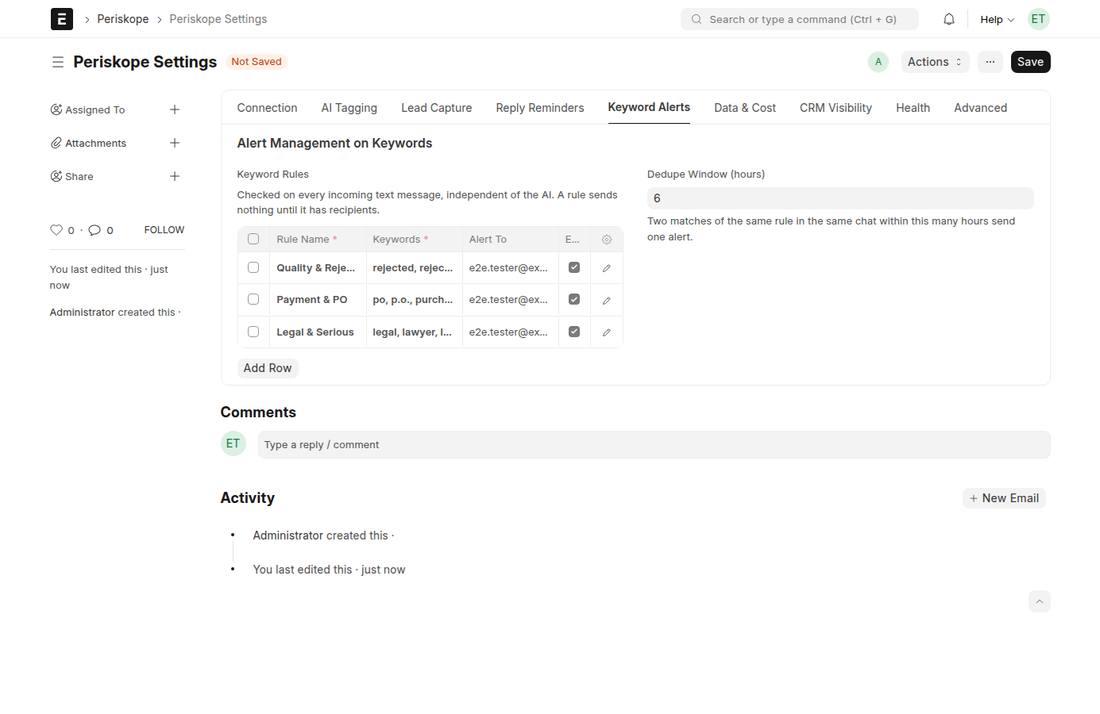 Periskope
Periskope Settings
Search or type a command (Ctrl + G)
Help
ET
Periskope Settings
Not Saved
A
Actions
Save
Assigned To
Attachments
Share
0 · 0
FOLLOW
You last edited this · just
now
Administrator created this ·
Connection
AI Tagging
Lead Capture
Reply Reminders
Keyword Alerts
Data & Cost
CRM Visibility
Health
Advanced
Alert Management on Keywords
Keyword Rules
Checked on every incoming text message, independent of the AI. A rule sends
nothing until it has recipients.
Rule Name * Keywords * Alert To E...
Quality & Reje... rejected, rejec... e2e.tester@ex...
Payment & PO po, p.o., purch... e2e.tester@ex...
Legal & Serious legal, lawyer, l... e2e.tester@ex...
Add Row
Dedupe Window (hours)
6
Two matches of the same rule in the same chat within this many hours send
one alert.
Comments
ET
Type a reply / comment
Activity
New Email
Administrator created this ·
You last edited this · just now